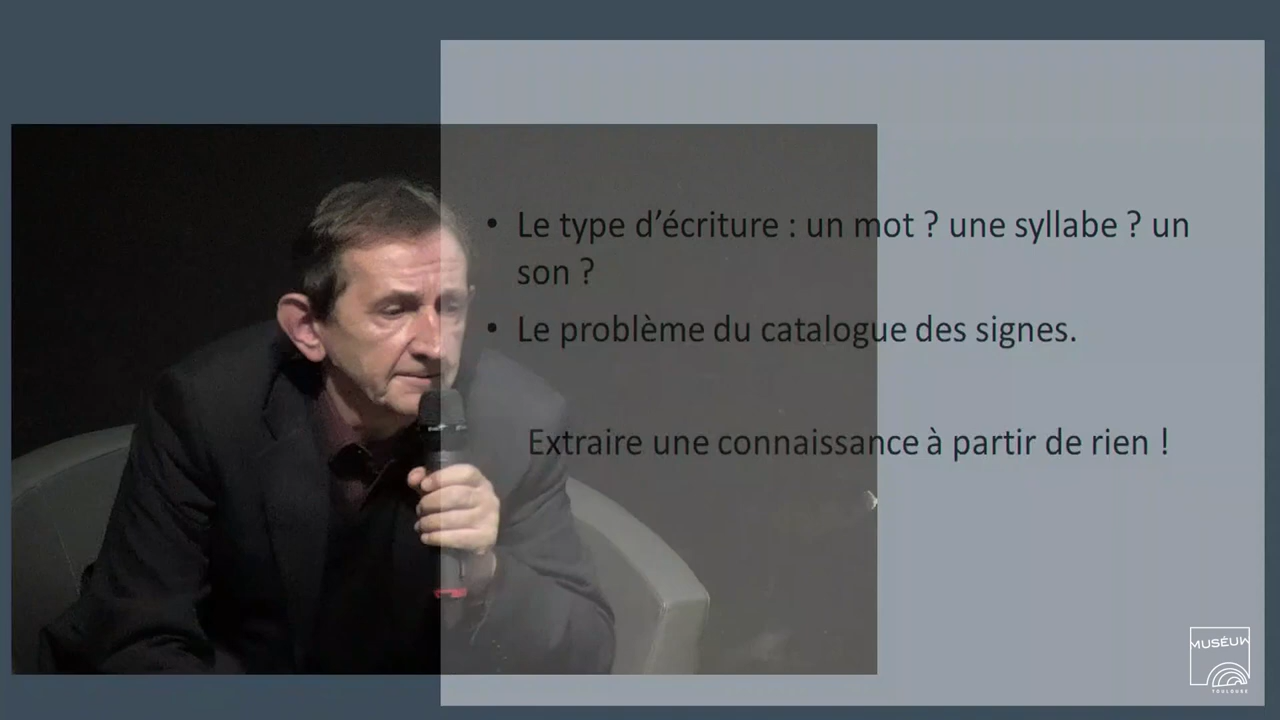 • Le type d’écriture : un mot ? une syllabe ? un
son ?
• Le problème du catalogue des signes.
Extraire une connaissance à partir de rien !
MUSÉUM
TOULOUSE